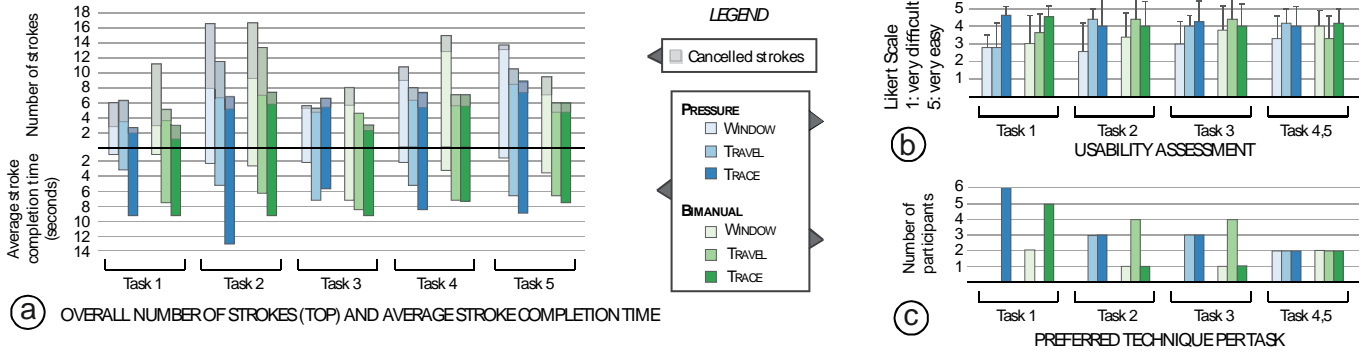 18
16
14
12
10
8
6
4
2
0
2
4
6
8
10
12
14
Number of strokes
Average stroke
completion time
(seconds)
Task 1
Task 2
Task 3
Task 4
Task 5
a
OVERALL NUMBER OF STROKES (TOP) AND AVERAGE STROKE COMPLETION TIME
LEGEND
Cancelled strokes
PRESSURE
WINDOW
TRAVEL
TRACE
BIMANUAL
WINDOW
TRAVEL
TRACE
5
4
3
2
1
Likert Scale
1: very difficult
5: very easy
Task 1
Task 2
Task 3
Task 4,5
b
USABILITY ASSESSMENT
6
5
4
3
2
1
Number of
participants
Task 1
Task 2
Task 3
Task 4,5
c
PREFERRED TECHNIQUE PER TASK